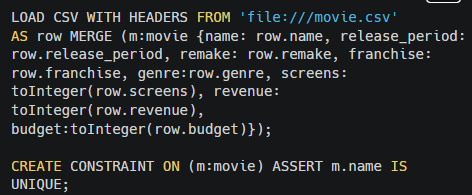 LOAD CSV WITH HEADERS FROM 'file:///movie.csv'
AS row MERGE (m:movie {name: row.name, release_period:
row.release_period, remake: row.remake, franchise:
row.franchise, genre:row.genre, screens:
toInteger(row.screens), revenue:
toInteger(row.revenue),
budget:toInteger(row.budget)});

CREATE CONSTRAINT ON (m:movie) ASSERT m.name IS
UNIQUE;